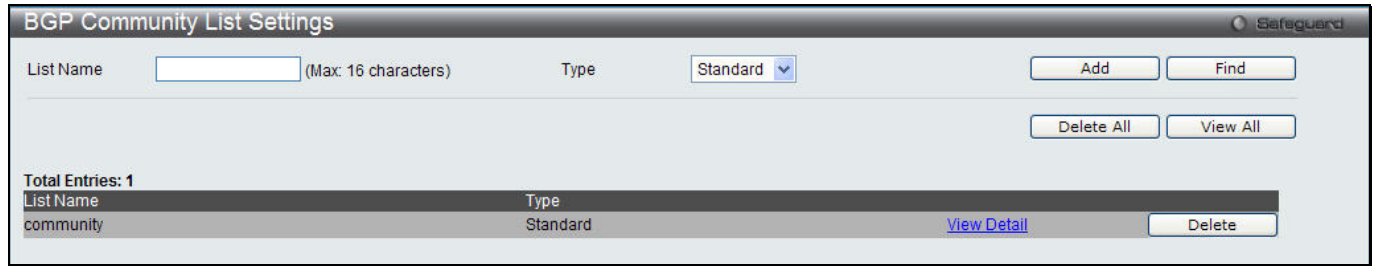 BGP Community List Settings
Safeguard
List Name (Max: 16 characters) Type Standard Add Find
Delete All View All
Total Entries: 1
List Name Type
community Standard View Detail Delete